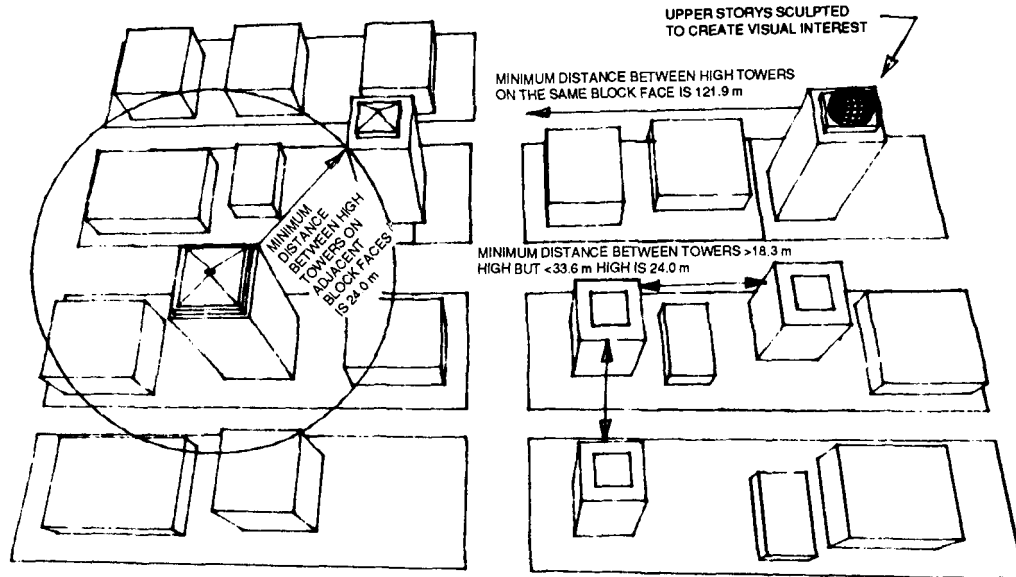 UPPER STORYS SCULPTED
TO CREATE VISUAL INTEREST
MINIMUM DISTANCE BETWEEN HIGH TOWERS
ON THE SAME BLOCK FACE IS 121.9 m
MINIMUM
DISTANCE
BETWEEN HIGH
TOWERS ON
ADJACENT
BLOCK FACES
IS 24.0 m
MINIMUM DISTANCE BETWEEN TOWERS >18.3 m
HIGH BUT <33.6 m HIGH IS 24.0 m